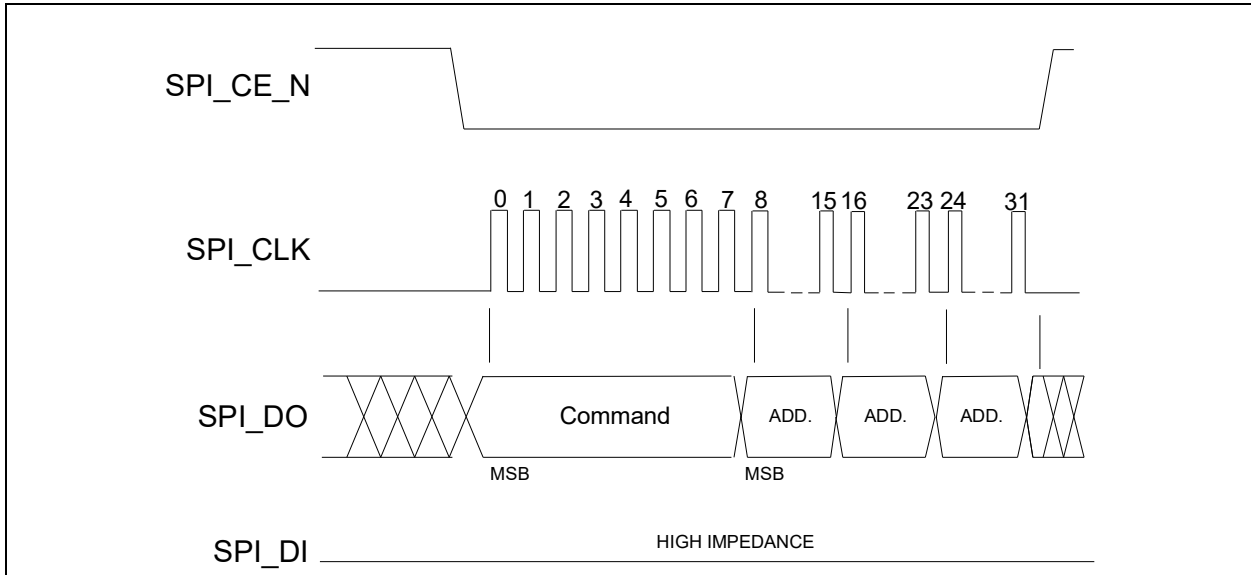 SPI_CE_N
0 1 2 3 4 5 6 7 8 15 16 23 24 31
SPI_CLK
SPI_DO
Command ADD. ADD. ADD.
MSB MSB
HIGH IMPEDANCE
SPI_DI